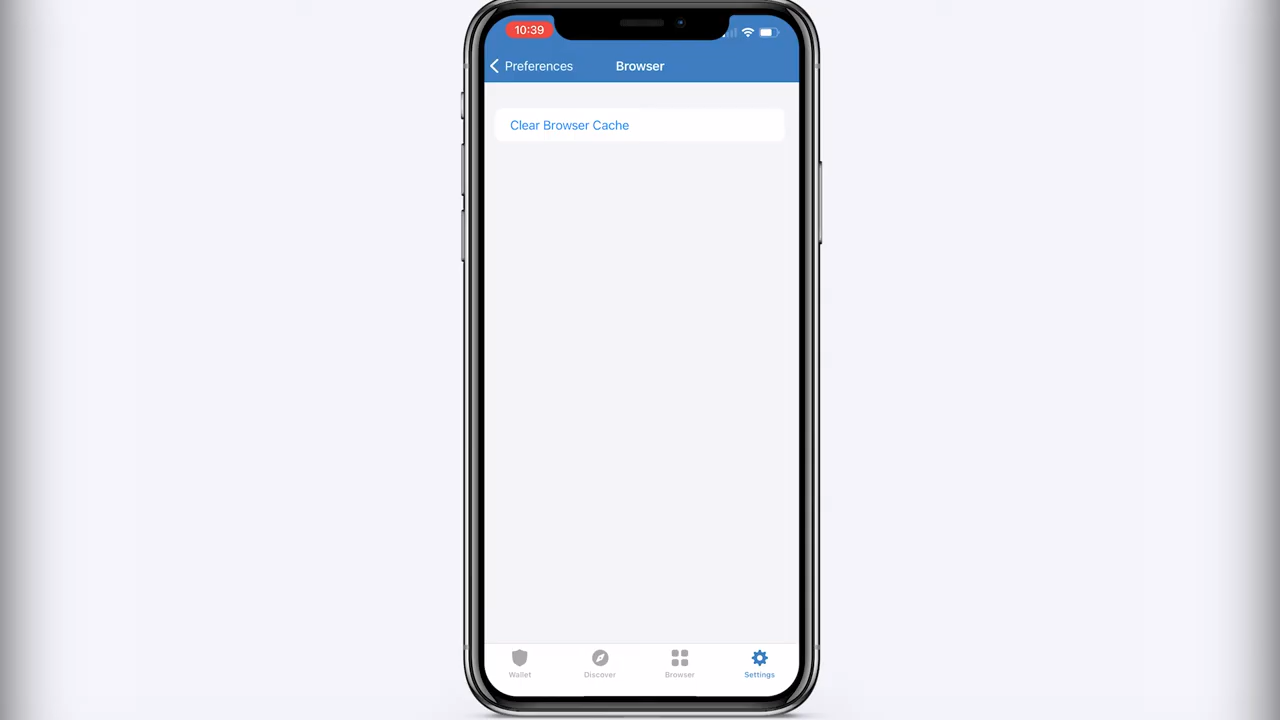 10:39
Preferences
Browser
Clear Browser Cache
Wallet
Discover
Browser
Settings